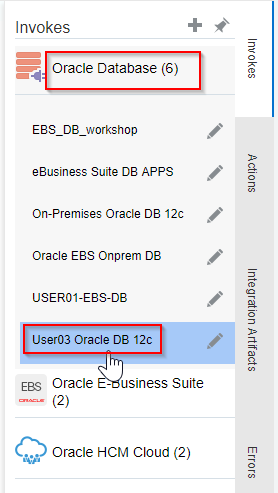 Invokes
Oracle Database (6)
EBS_DB_workshop
eBusiness Suite DB APPS
On-Premises Oracle DB 12c
Oracle EBS Onprem DB
USER01-EBS-DB
User03 Oracle DB 12c
EBS
ORACLE
Oracle E-Business Suite
(2)
Oracle HCM Cloud (2)
Invokes
Actions
Integration Artifacts
Errors